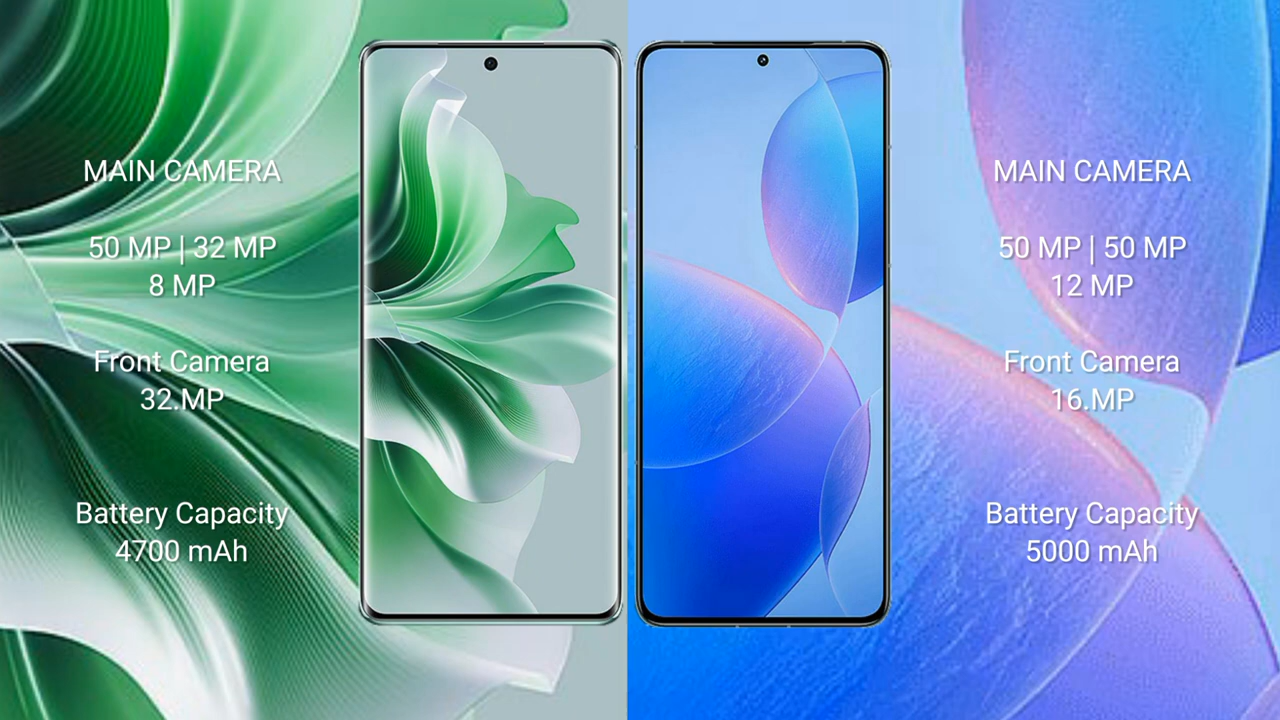 MAIN CAMERA
50 MP | 32 MP
8 MP
Front Camera
32.MP
Battery Capacity
4700 mAh
MAIN CAMERA
50 MP | 50 MP
12 MP
Front Camera
16.MP
Battery Capacity
5000 mAh